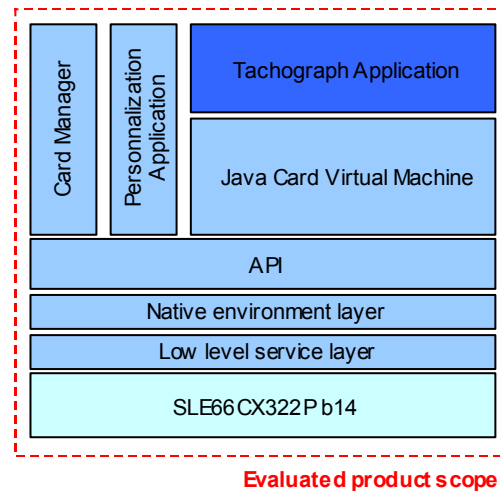 Card Manager
Personnalization
Application
Tachograph Application
Java Card Virtual Machine
API
Native environment layer
Low level service layer
SLE66CX322P b14
Evaluated product scope